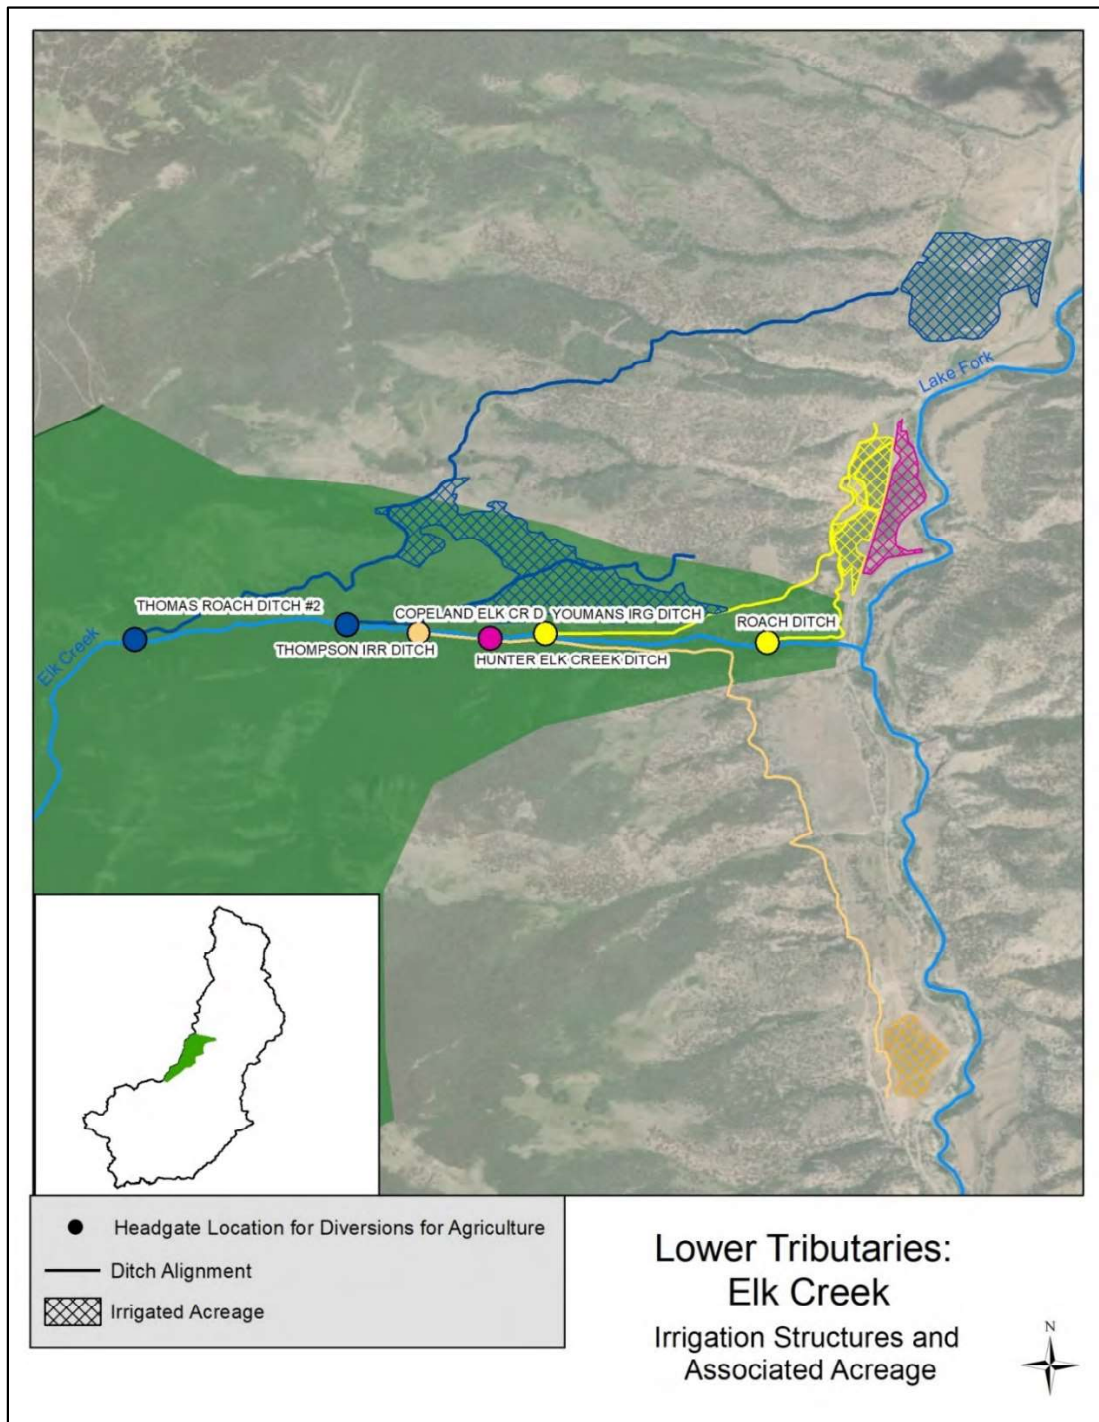 Lake Fork
THOMAS ROACH DITCH #2
COPELAND ELK CR D
YOUMANS IRG DITCH
ROACH DITCH
Elk Creek
THOMPSON IRR DITCH
HUNTER ELK CREEK DITCH
Headgate Location for Diversions for Agriculture
Ditch Alignment
Irrigated Acreage
Lower Tributaries:
Elk Creek
Irrigation Structures and
Associated Acreage
N